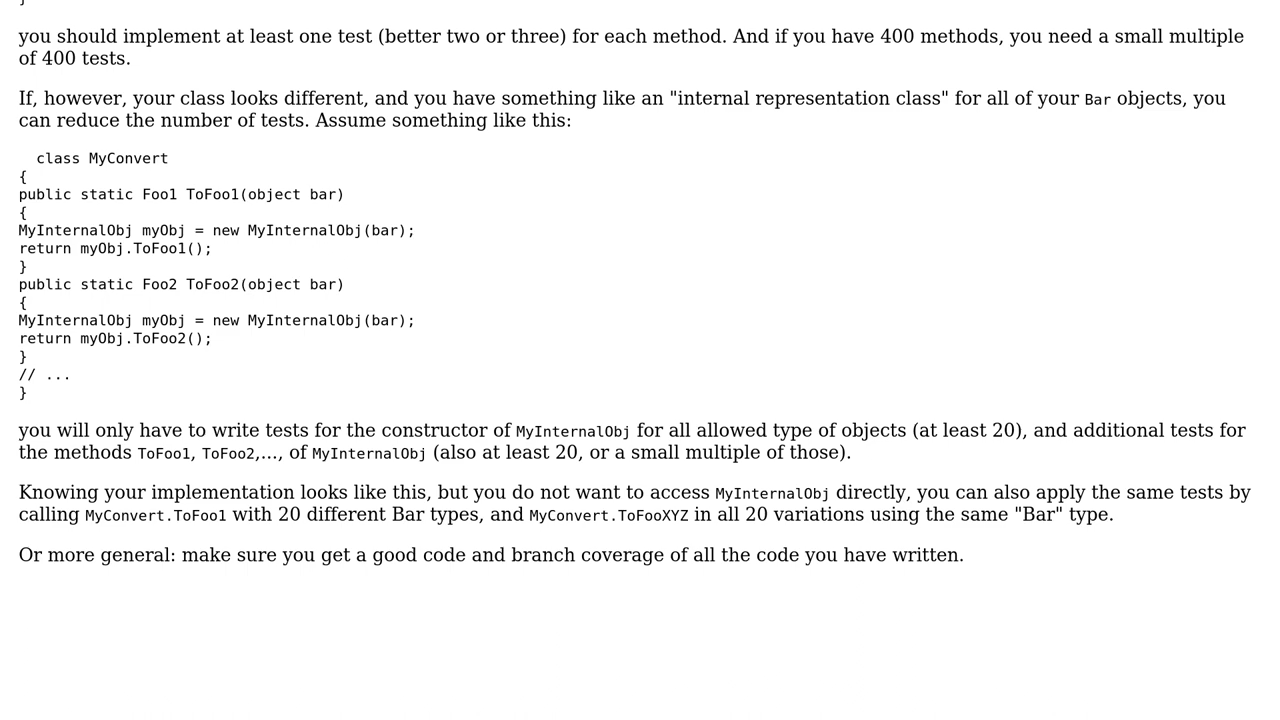 }
you should implement at least one test (better two or three) for each method. And if you have 400 methods, you need a small multiple
of 400 tests.
If, however, your class looks different, and you have something like an "internal representation class" for all of your Bar objects, you
can reduce the number of tests. Assume something like this:
class MyConvert
{
public static Foo1 ToFoo1(object bar)
{
MyInternalObj myObj = new MyInternalObj(bar);
return myObj.ToFoo1();
}
public static Foo2 ToFoo2(object bar)
{
MyInternalObj myObj = new MyInternalObj(bar);
return myObj.ToFoo2();
}
// ...
}
you will only have to write tests for the constructor of MyInternalObj for all allowed type of objects (at least 20), and additional tests for
the methods ToFoo1, ToFoo2,..., of MyInternalObj (also at least 20, or a small multiple of those).
Knowing your implementation looks like this, but you do not want to access MyInternalObj directly, you can also apply the same tests by
calling MyConvert.ToFoo1 with 20 different Bar types, and MyConvert.ToFooXYZ in all 20 variations using the same "Bar" type.
Or more general: make sure you get a good code and branch coverage of all the code you have written.